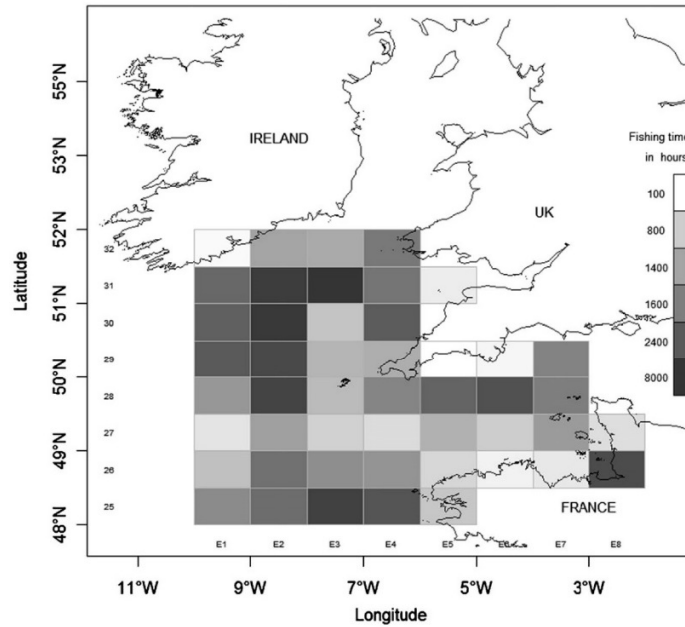 55°N
53°N
52°N
51°N
50°N
49°N
48°N
Latitude
32
31
30
29
28
27
26
25
IRELAND
UK
FRANCE
Fishing time
in hours
100
800
1400
1600
2400
8000
E1 E2 E3 E4 E5 E6 E7 E8
11°W 9°W 7°W 5°W 3°W
Longitude